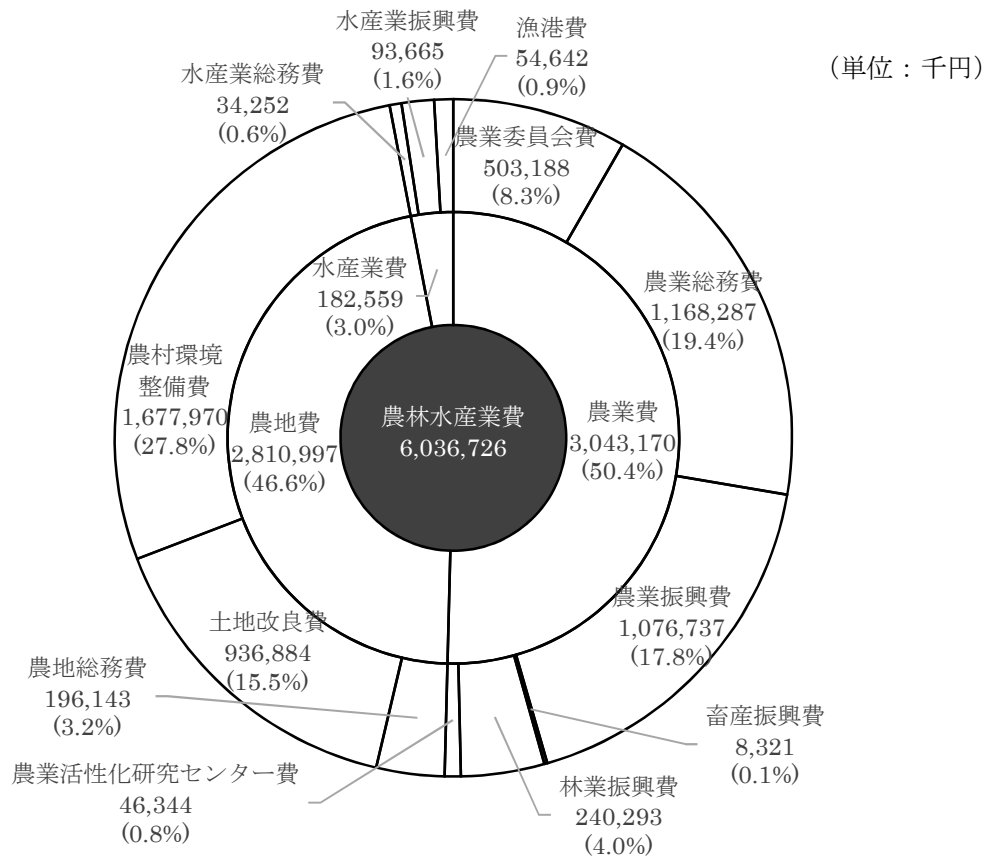 水産業振興費
93,665
(1.6%)
漁港費
54,642
(0.9%)
(単位：千円)
水産業総務費
34,252
(0.6%)
農業委員会費
503,188
(8.3%)
水産業費
182,559
(3.0%)
農業総務費
1,168,287
(19.4%)
農村環境
整備費
1,677,970
(27.8%)
農地費
2,810,997
(46.6%)
農林水産業費
6,036,726
農業費
3,043,170
(50.4%)
農業振興費
1,076,737
(17.8%)
土地改良費
936,884
(15.5%)
農地総務費
196,143
(3.2%)
畜産振興費
8,321
(0.1%)
農業活性化研究センター費
46,344
(0.8%)
林業振興費
240,293
(4.0%)